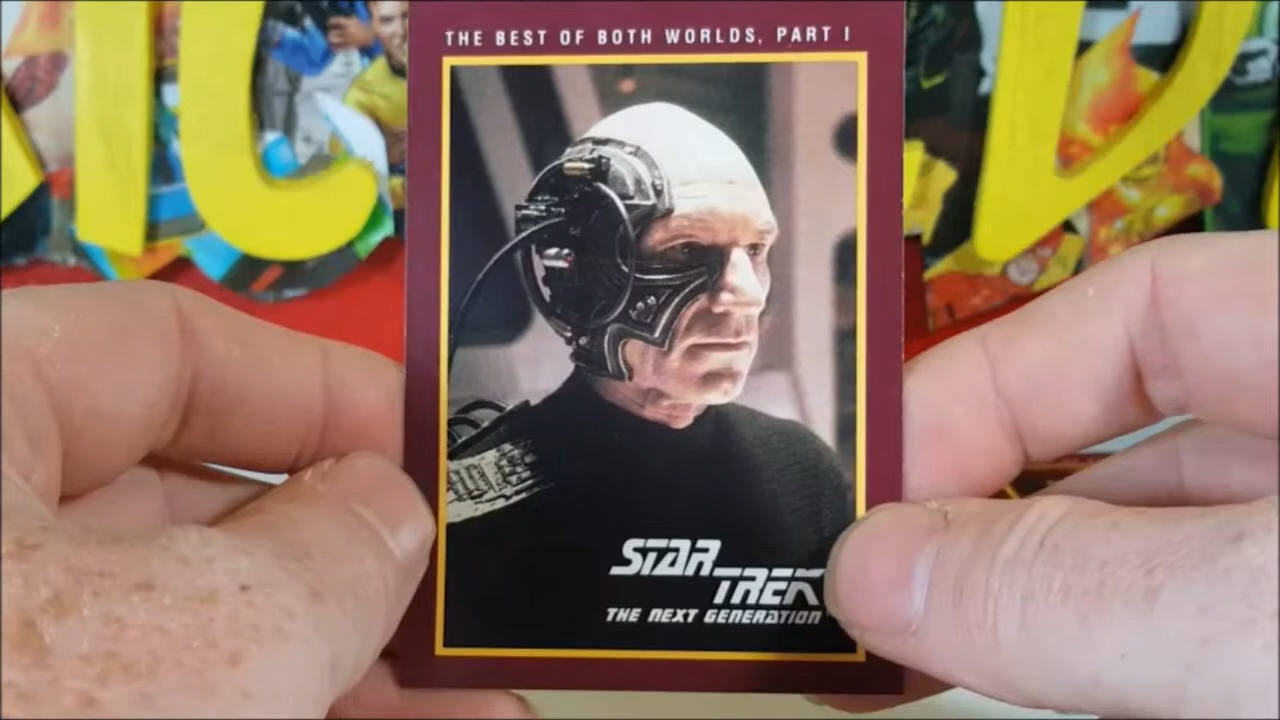 THE BEST OF BOTH WORLDS, PART I
STAR
TREK
THE NEXT GENERATION